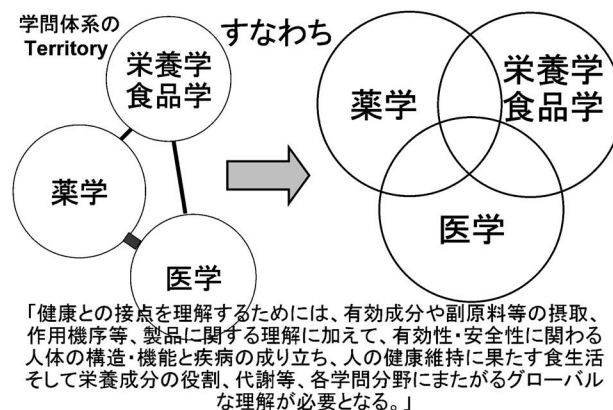 学問体系の
Territory
すなわち
栄養学
食品学
薬学
医学
薬学
栄養学
食品学
医学
「健康との接点を理解するためには、有効成分や副原料等の摂取、
作用機序等、製品に関する理解に加えて、有効性・安全性に関わる
人体の構造・機能と疾病の成り立ち、人の健康維持に果たす食生活
そして栄養成分の役割、代謝等、各学問分野にまたがるグローバル
な理解が必要となる。」